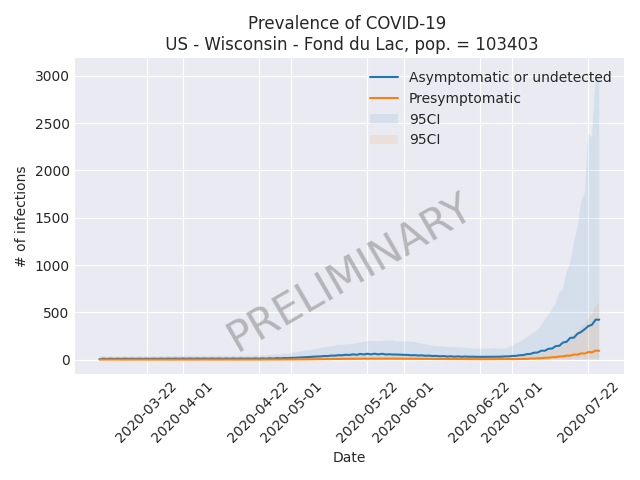 Prevalence of COVID-19
US - Wisconsin - Fond du Lac, pop. = 103403
Asymptomatic or undetected
Presymptomatic
95CI
95CI
3000
2500
2000
1500
1000
500
0
# of infections
PRELIMINARY
2020-03-22
2020-04-01
2020-04-22
2020-05-01
2020-05-22
2020-06-01
2020-06-22
2020-07-01
2020-07-22
Date